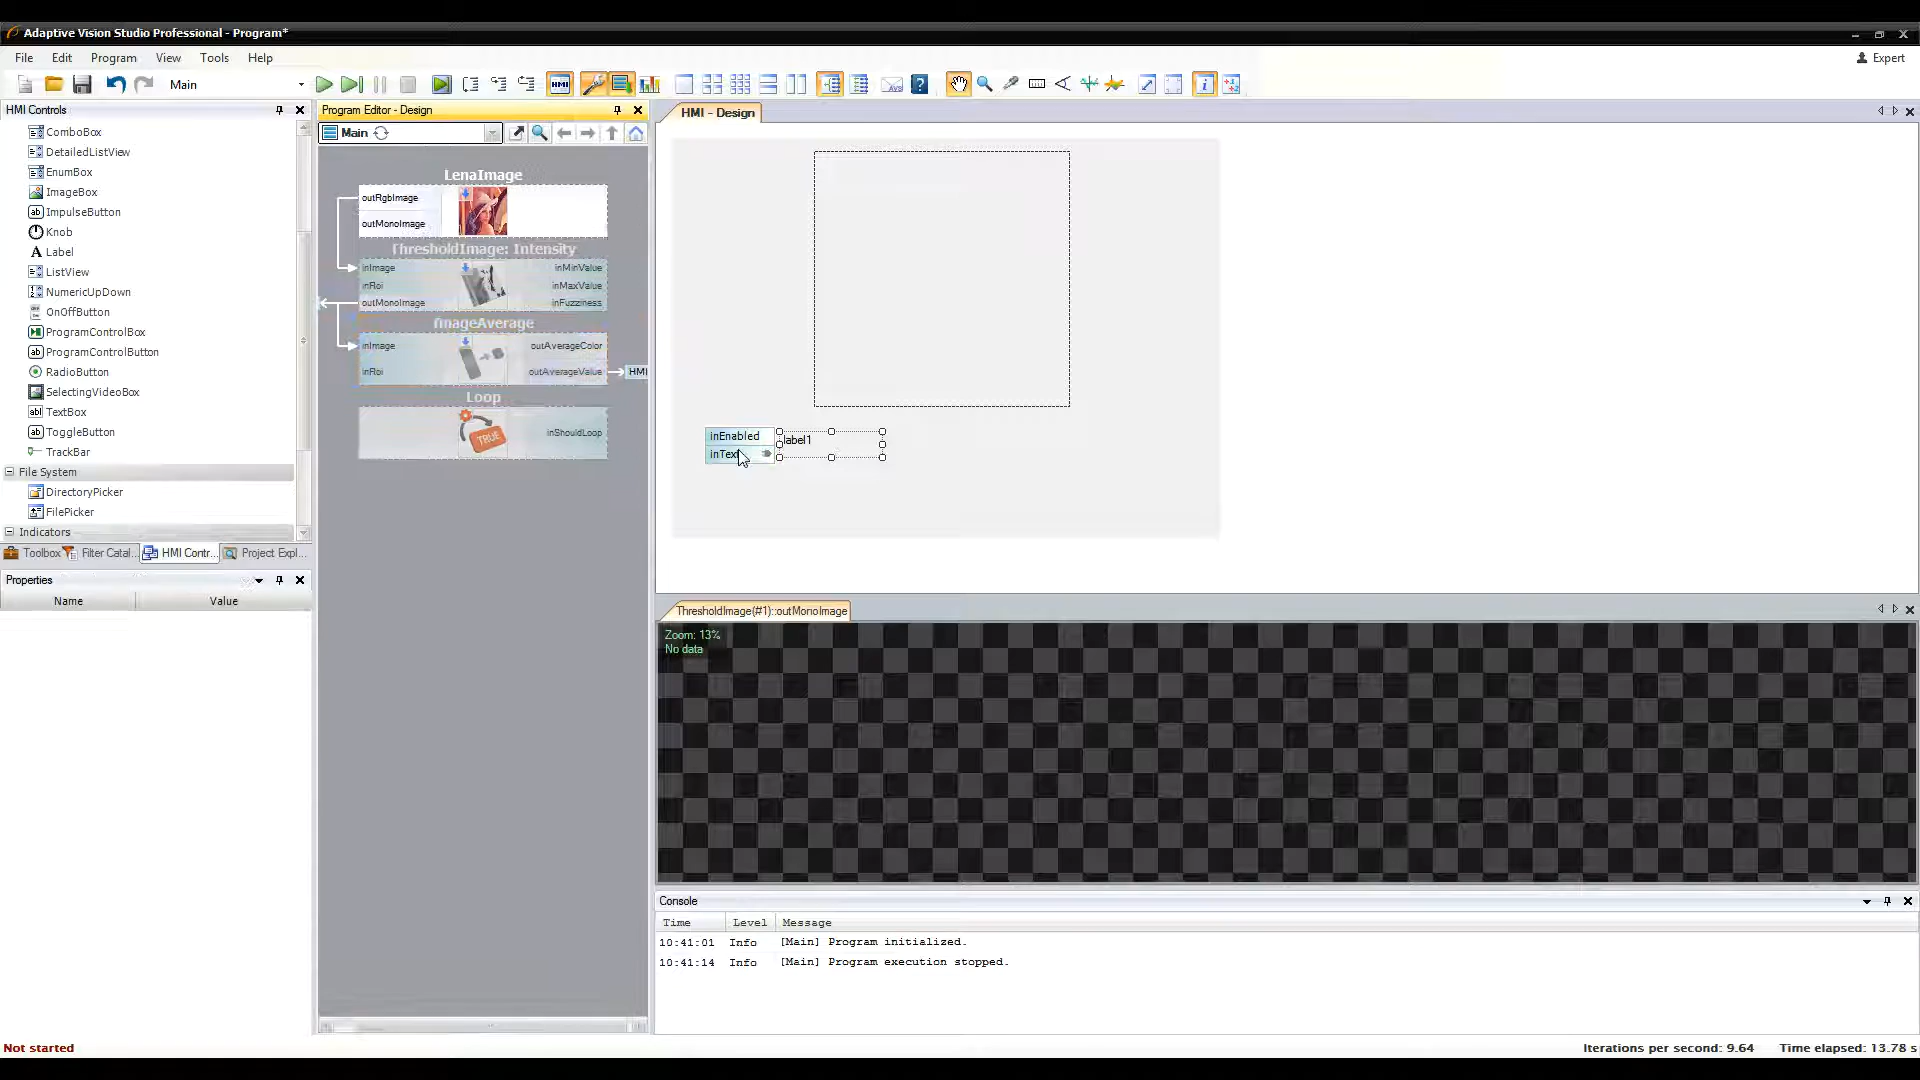 Adaptive Vision Studio Professional - Program*
File Edit Program View Tools Help
Expert
Main
HMI
HMI Controls
ComboBox
DetailedListView
EnumBox
ImageBox
ImpulseButton
Knob
Label
ListView
NumericUpDown
OnOffButton
ProgramControlBox
ProgramControlButton
RadioButton
SelectingVideoBox
TextBox
ToggleButton
TrackBar
File System
DirectoryPicker
FilePicker
Indicators
Toolbox Filter Catal... HMI Contr... Project Expl...
Properties
Name Value
Program Editor - Design
Main
LenaImage
outRgbImage
outMonoImage
ThresholdImage: Intensity
inImage inMinValue
inRoi inMaxValue
outMonoImage inFuzziness
ImageAverage
inImage outAverageColor
inRoi outAverageValue HMI
Loop
TRUE inShouldLoop
HMI - Design
inEnabled
inText
label1
ThresholdImage(#1)::outMonoImage
Zoom: 13%
No data
Console
Time Level Message
10:41:01 Info [Main] Program initialized.
10:41:14 Info [Main] Program execution stopped.
Not started
Iterations per second: 9.64 Time elapsed: 13.78 s